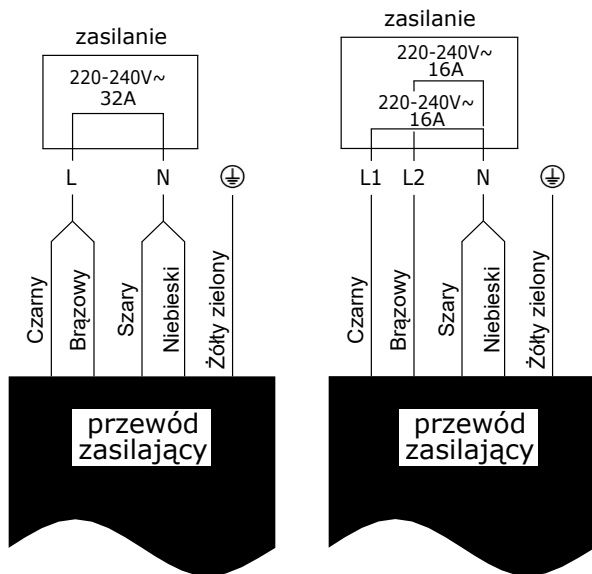 zasilanie
220-240V~
32A
L N
Czarny
Brązowy
Szary
Niebieski
Żółty zielony
przewód
zasilający
zasilanie
220-240V~
16A
220-240V~
16A
L1 L2 N
Czarny
Brązowy
Szary
Niebieski
Żółty zielony
przewód
zasilający